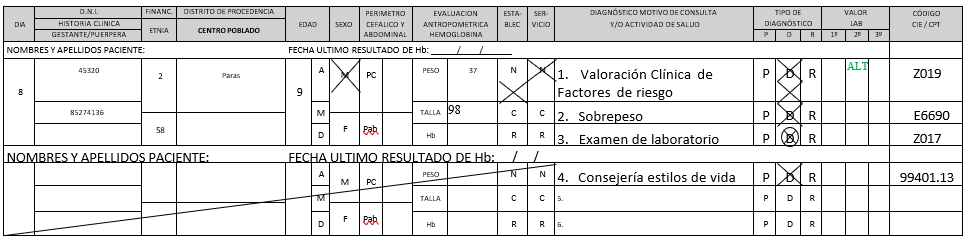 DIA D.N.I. FINANC. DISTRITO DE PROCEDENCIA EDAD SEXO PERIMETRO CEFALICO Y ABDOMINAL EVALUACION ANTROPOMETRICA HEMOGLOBINA ESTA-BLEC SER-VICIO DIAGNÓSTICO MOTIVO DE CONSULTA Y/O ACTIVIDAD DE SALUD TIPO DE DIAGNÓSTICO VALOR LAB CÓDIGO CIE / CPT
HISTORIA CLINICA
GESTANTE/PUERPERA ETNIA CENTRO POBLADO P D R 1º 2º 3º
NOMBRES Y APELLIDOS PACIENTE: FECHA ULTIMO RESULTADO DE Hb: / /
8 45320 2 Paras 9 A M PC PESO 37 N N 1. Valoración Clínica de Factores de riesgo P D R ALT Z019
85274136 M TALLA 98 C C 2. Sobrepeso P D R E6690
58 D F Pab Hb R R 3. Examen de laboratorio P D R Z017
NOMBRES Y APELLIDOS PACIENTE: FECHA ULTIMO RESULTADO DE Hb: / /
A M PC PESO N N 4. Consejería estilos de vida P D R 99401.13
M TALLA C C 5. P D R
D F Pab Hb R R 6. P D R